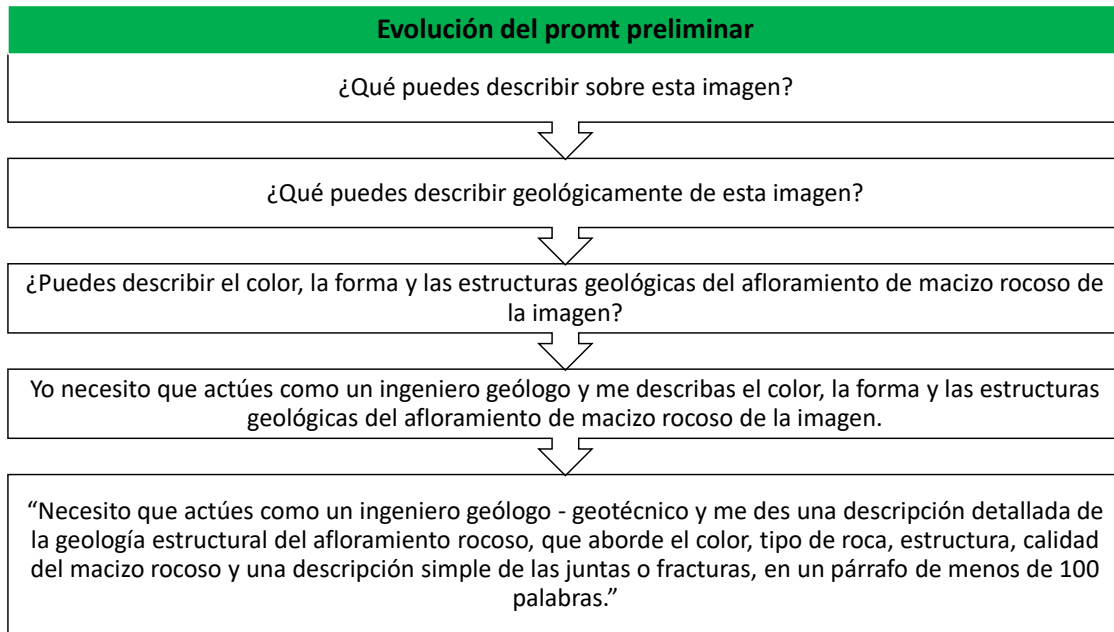 Evolución del promt preliminar
¿Qué puedes describir sobre esta imagen?
¿Qué puedes describir geológicamente de esta imagen?
¿Puedes describir el color, la forma y las estructuras geológicas del afloramiento de macizo rocoso de
la imagen?
Yo necesito que actúes como un ingeniero geólogo y me describas el color, la forma y las estructuras
geológicas del afloramiento de macizo rocoso de la imagen.
“Necesito que actúes como un ingeniero geólogo - geotécnico y me des una descripción detallada de
la geología estructural del afloramiento rocoso, que aborde el color, tipo de roca, estructura, calidad
del macizo rocoso y una descripción simple de las juntas o fracturas, en un párrafo de menos de 100
palabras.”